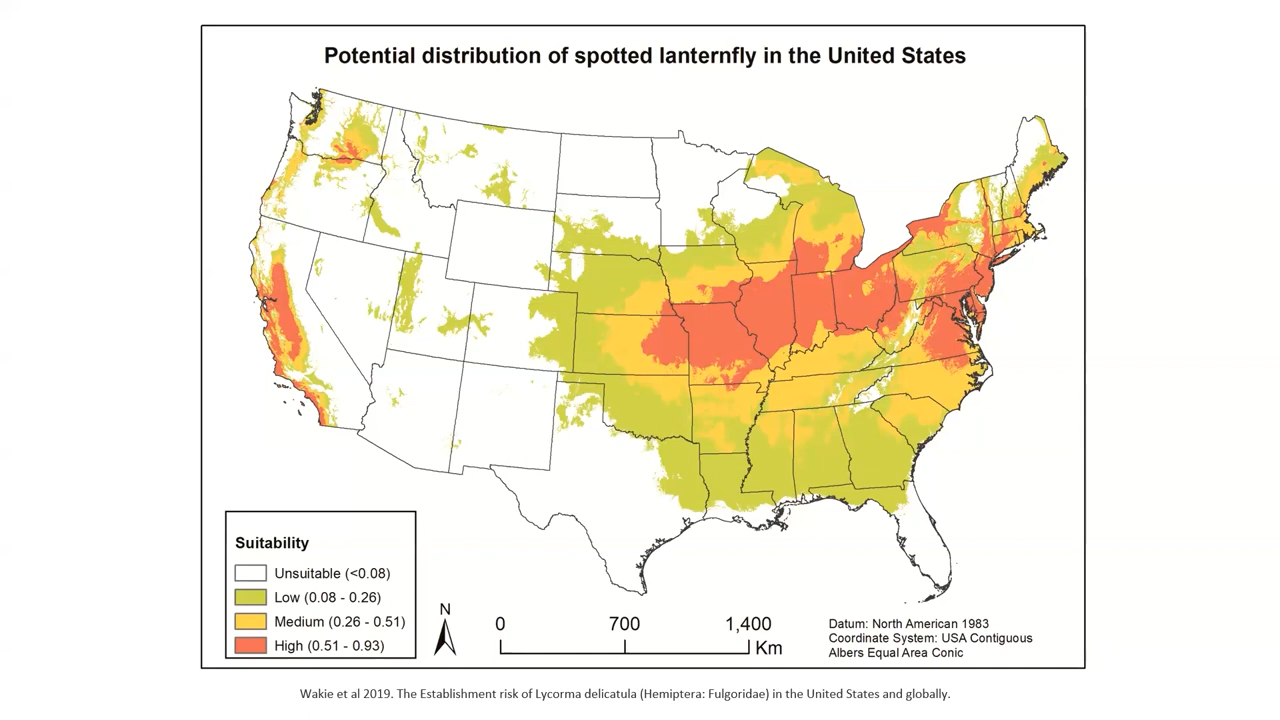 Potential distribution of spotted lanternfly in the United States
Suitability
Unsuitable (<0.08)
Low (0.08 - 0.26)
Medium (0.26 - 0.51)
High (0.51 - 0.93)
N
0 700 1,400
Km
Datum: North American 1983
Coordinate System: USA Contiguous
Albers Equal Area Conic
Wakie et al 2019. The Establishment risk of Lycorma delicatula (Hemiptera: Fulgoridae) in the United States and globally.